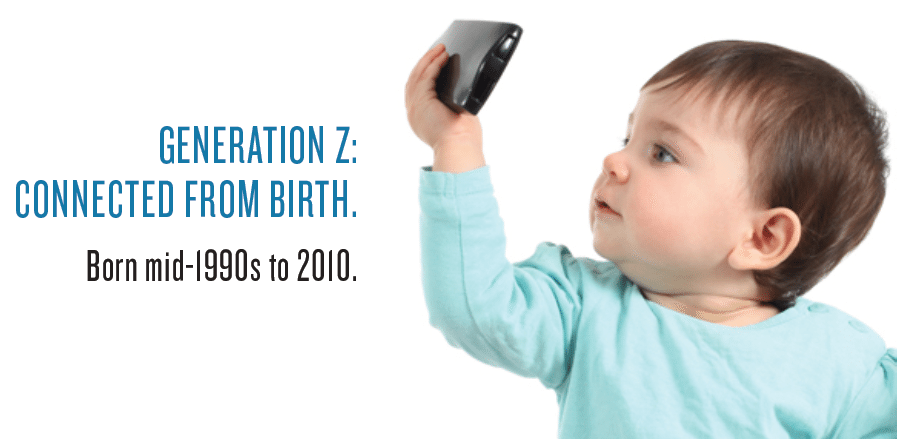 GENERATION Z:
CONNECTED FROM BIRTH.
Born mid-1990s to 2010.